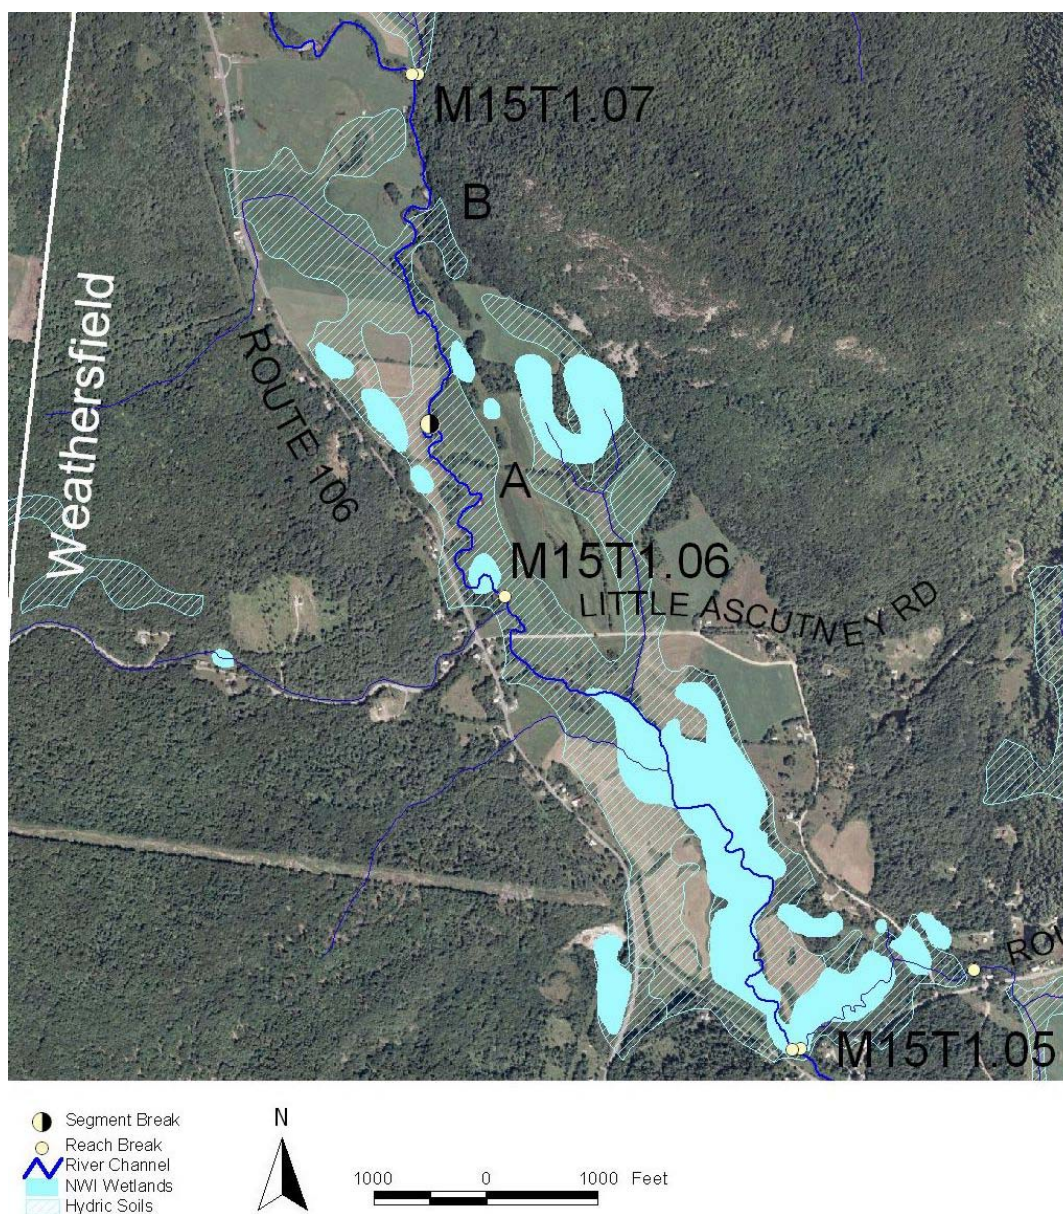 M15T1.07
B
Weathersfield
ROUTE 106
A
M15T1.06
LITTLE ASCUTNEY RD
ROU
M15T1.05
Segment Break
Reach Break
River Channel
NWI Wetlands
Hydric Soils
N
1000 0 1000 Feet